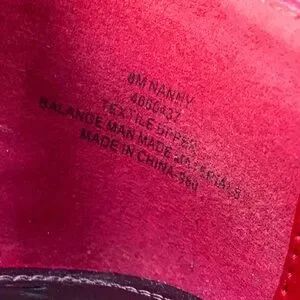 8M NANNY
TEXTILE UPPER
BALANCE MAN MADE MATERIALS
MADE IN CHINA-